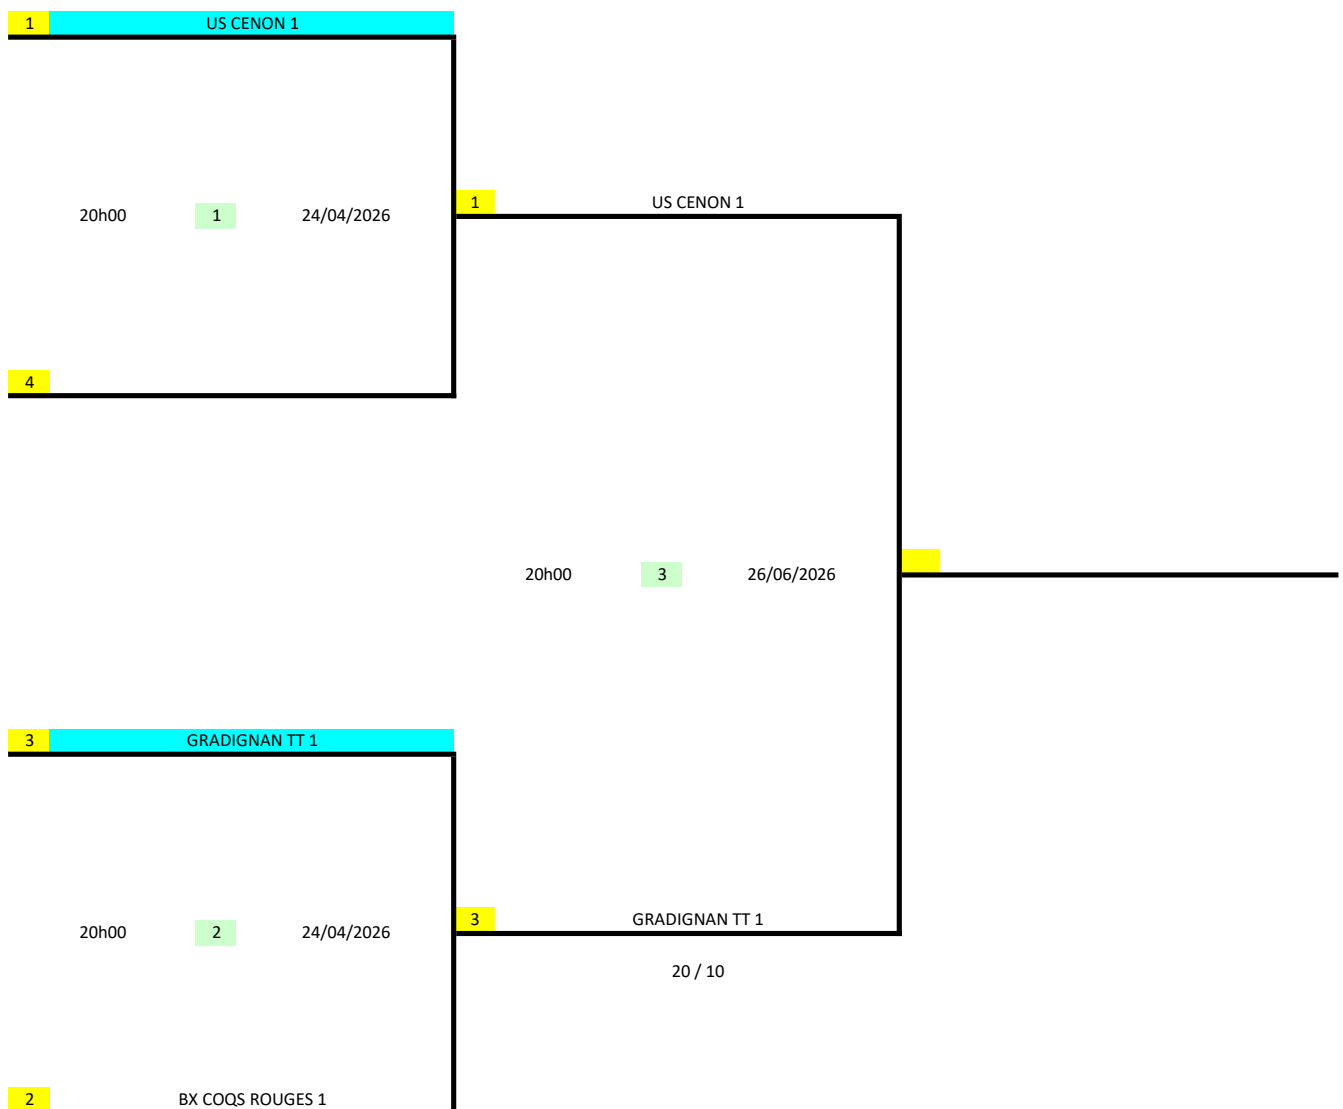 1 US CENON 1
1 US CENON 1
20h00 1 24/04/2026
4
20h00 3 26/06/2026
3 GRADIGNAN TT 1
3 GRADIGNAN TT 1
20h00 2 24/04/2026
20 / 10
2 BX COQS ROUGES 1